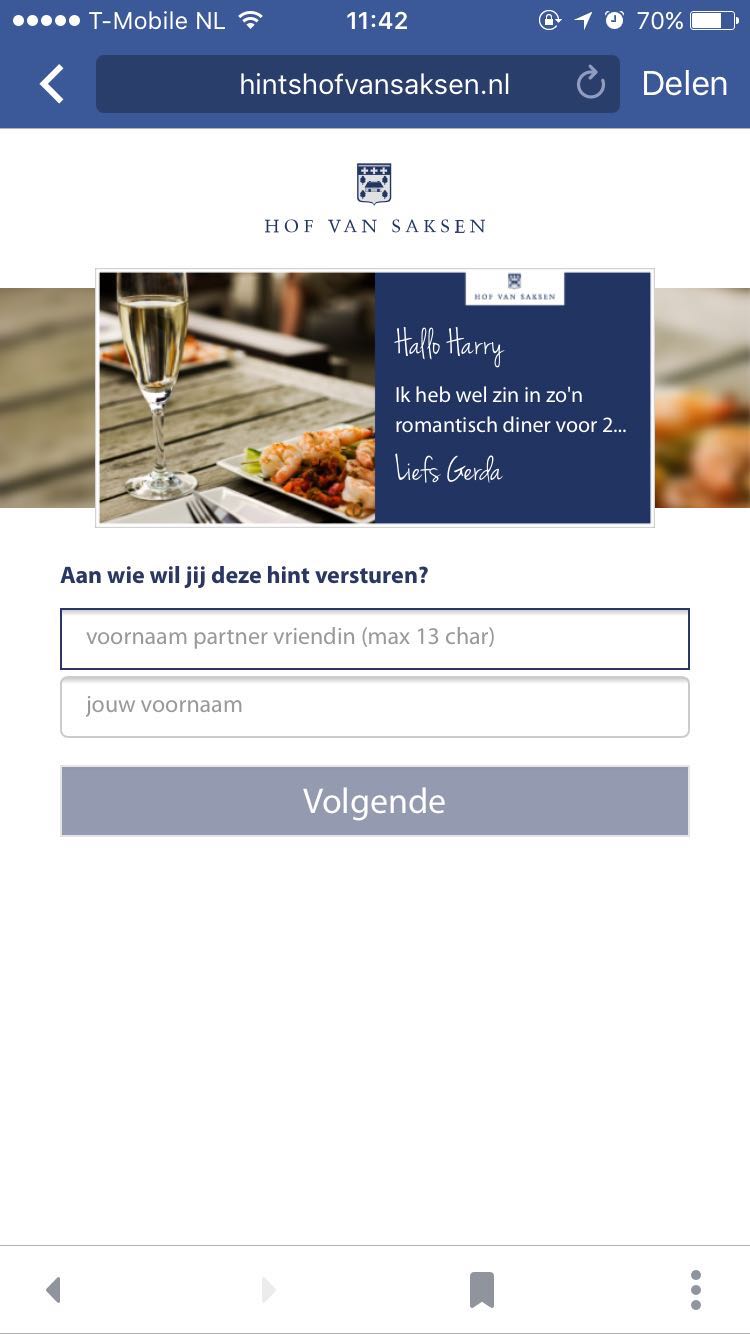 T-Mobile NL 11:42 70%
hintshofvansaksen.nl Delen
HOF VAN SAKSEN
HOF VAN SAKSEN
Hallo Harry
Ik heb wel zin in zo'n
romantisch diner voor 2...
Liefs Gerda
Aan wie wil jij deze hint versturen?
voornaam partner vriendin (max 13 char)
jouw voornaam
Volgende